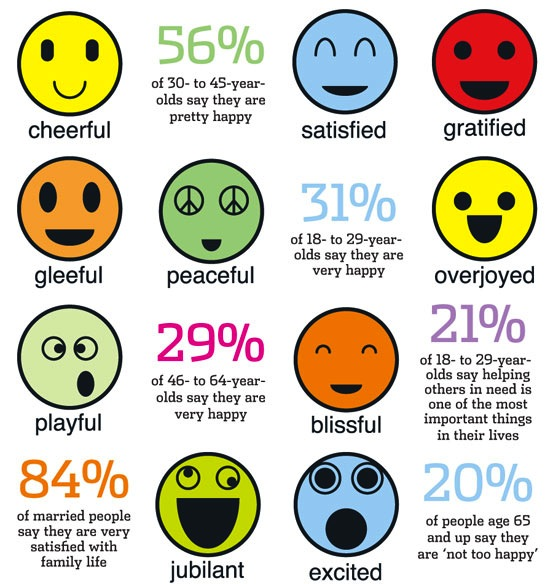 cheerful
56%
of 30- to 45-year-
olds say they are
pretty happy
satisfied
gratified
gleeful
peaceful
31%
of 18- to 29-year-
olds say they are
very happy
overjoyed
playful
29%
of 46- to 64-year-
olds say they are
very happy
blissful
21%
of 18- to 29-year-
olds say helping
others in need is
one of the most
important things
in their lives
84%
of married people
say they are very
satisfied with
family life
jubilant
excited
20%
of people age 65
and up say they
are ‘not too happy’